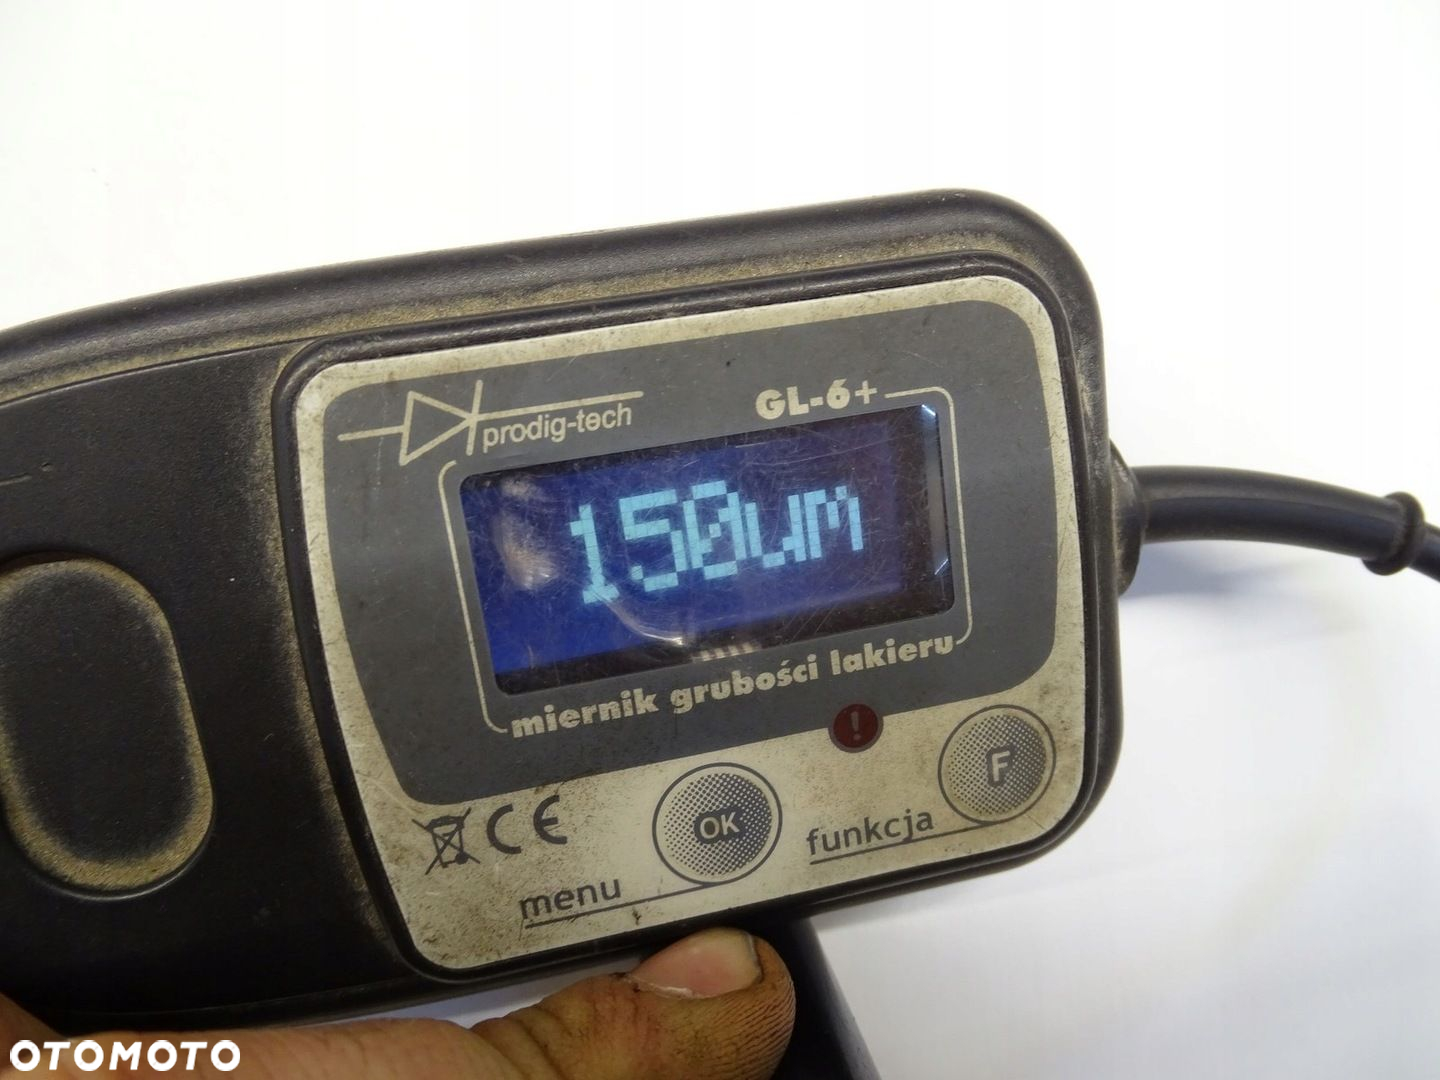 prodig-tech
GL-6+
150um
miernik grubości lakieru
!
F
OK
funkcja
CE
menu
OTOMOTO